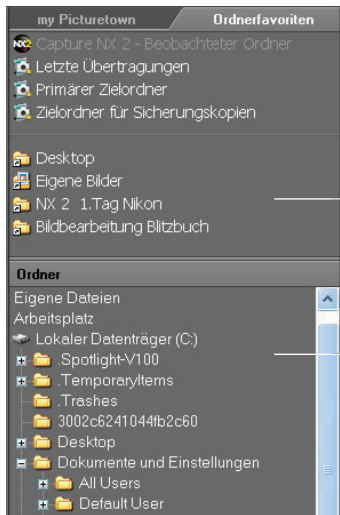 my Picturetown
Ordnerfavoriten
NX2 Capture NX 2 - Beobachteter Ordner
Letzte Übertragungen
Primärer Zielordner
Zielordner für Sicherungskopien
Desktop
Eigene Bilder
NX 2 1.Tag Nikon
Bildbearbeitung Blitzbuch
Ordner
Eigene Dateien
Arbeitsplatz
Lokaler Datenträger (C:)
.Spotlight-V100
.TemporaryItems
.Trashes
3002c6241044fb2c60
Desktop
Dokumente und Einstellungen
All Users
Default User